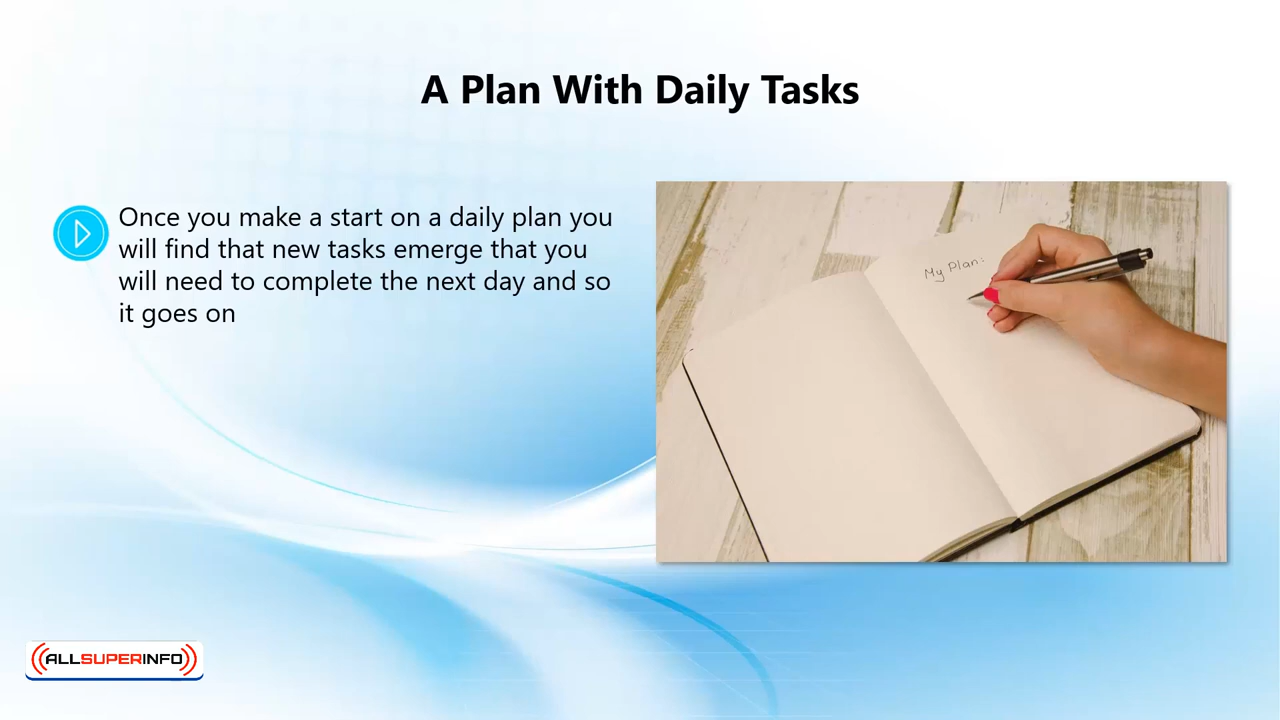 A Plan With Daily Tasks
Once you make a start on a daily plan you
will find that new tasks emerge that you
will need to complete the next day and so
it goes on
My Plan:
ALLSUPERINFO